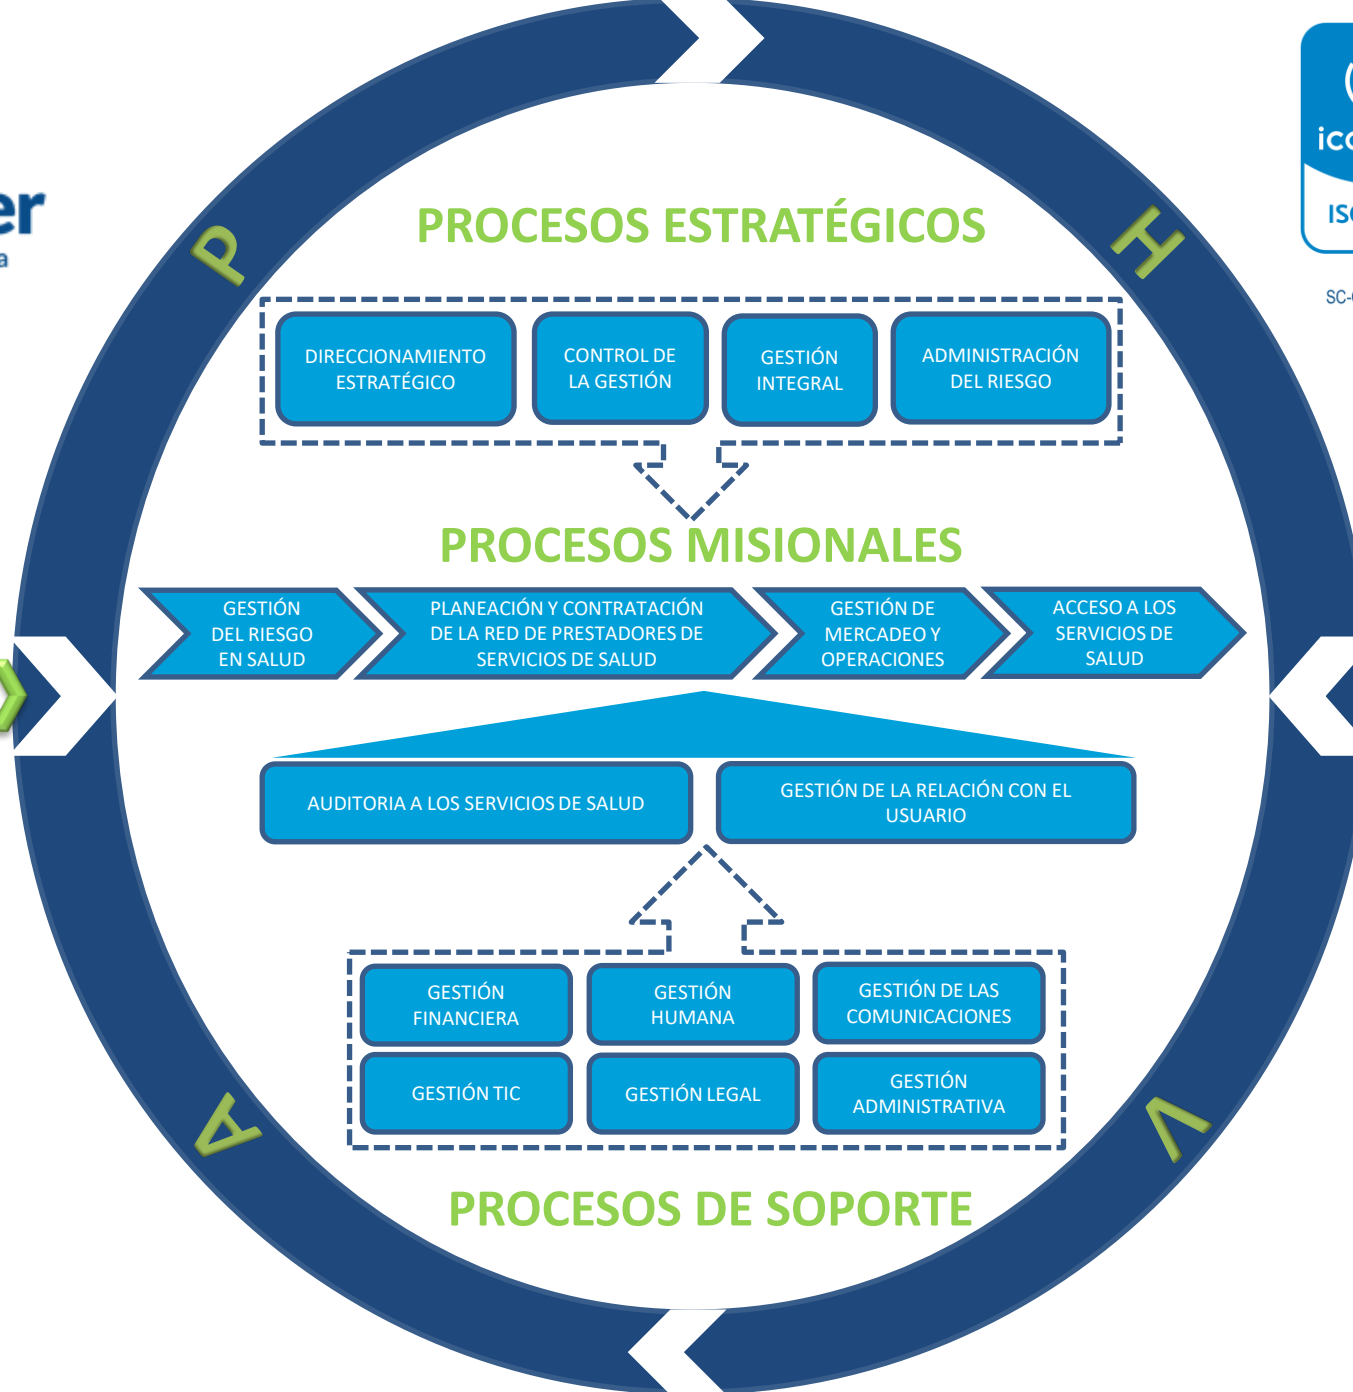 P
H
PROCESOS ESTRATÉGICOS
DIRECCIONAMIENTO
ESTRATÉGICO
CONTROL DE
LA GESTIÓN
GESTIÓN
INTEGRAL
ADMINISTRACIÓN
DEL RIESGO
PROCESOS MISIONALES
GESTIÓN
DEL RIESGO
EN SALUD
PLANEACIÓN Y CONTRATACIÓN
DE LA RED DE PRESTADORES DE
SERVICIOS DE SALUD
GESTIÓN DE
MERCADEO Y
OPERACIONES
ACCESO A LOS
SERVICIOS DE
SALUD
AUDITORIA A LOS SERVICIOS DE SALUD
GESTIÓN DE LA RELACIÓN CON EL
USUARIO
GESTIÓN
FINANCIERA
GESTIÓN
HUMANA
GESTIÓN DE LAS
COMUNICACIONES
GESTIÓN TIC
GESTIÓN LEGAL
GESTIÓN
ADMINISTRATIVA
A
V
PROCESOS DE SOPORTE